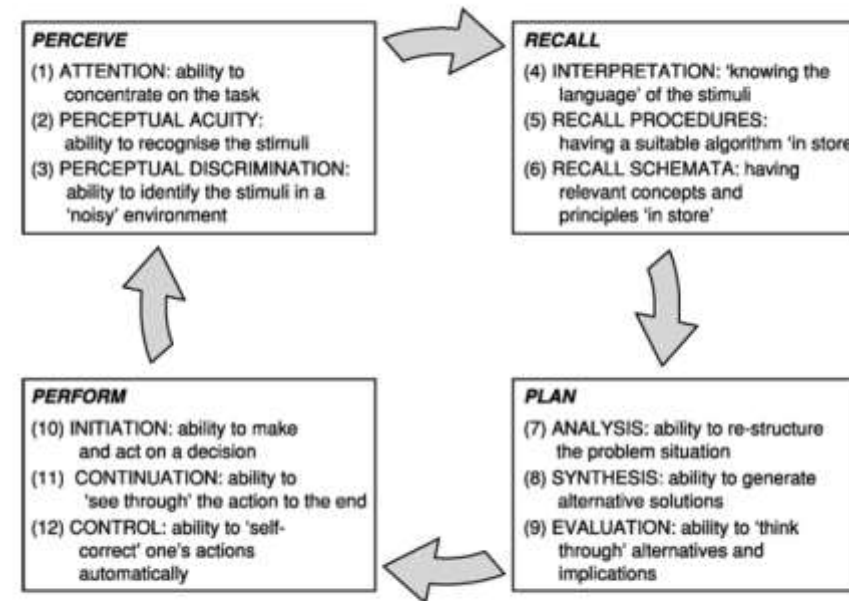 PERCEIVE
(1) ATTENTION: ability to
concentrate on the task
(2) PERCEPTUAL ACUITY:
ability to recognise the stimuli
(3) PERCEPTUAL DISCRIMINATION:
ability to identify the stimuli in a
'noisy' environment
RECALL
(4) INTERPRETATION: 'knowing the
language' of the stimuli
(5) RECALL PROCEDURES:
having a suitable algorithm 'in store
(6) RECALL SCHEMATA: having
relevant concepts and
principles 'in store'
PERFORM
(10) INITIATION: ability to make
and act on a decision
(11) CONTINUATION: ability to
'see through' the action to the end
(12) CONTROL: ability to 'self-
correct' one's actions
automatically
PLAN
(7) ANALYSIS: ability to re-structure
the problem situation
(8) SYNTHESIS: ability to generate
alternative solutions
(9) EVALUATION: ability to 'think
through' alternatives and
implications